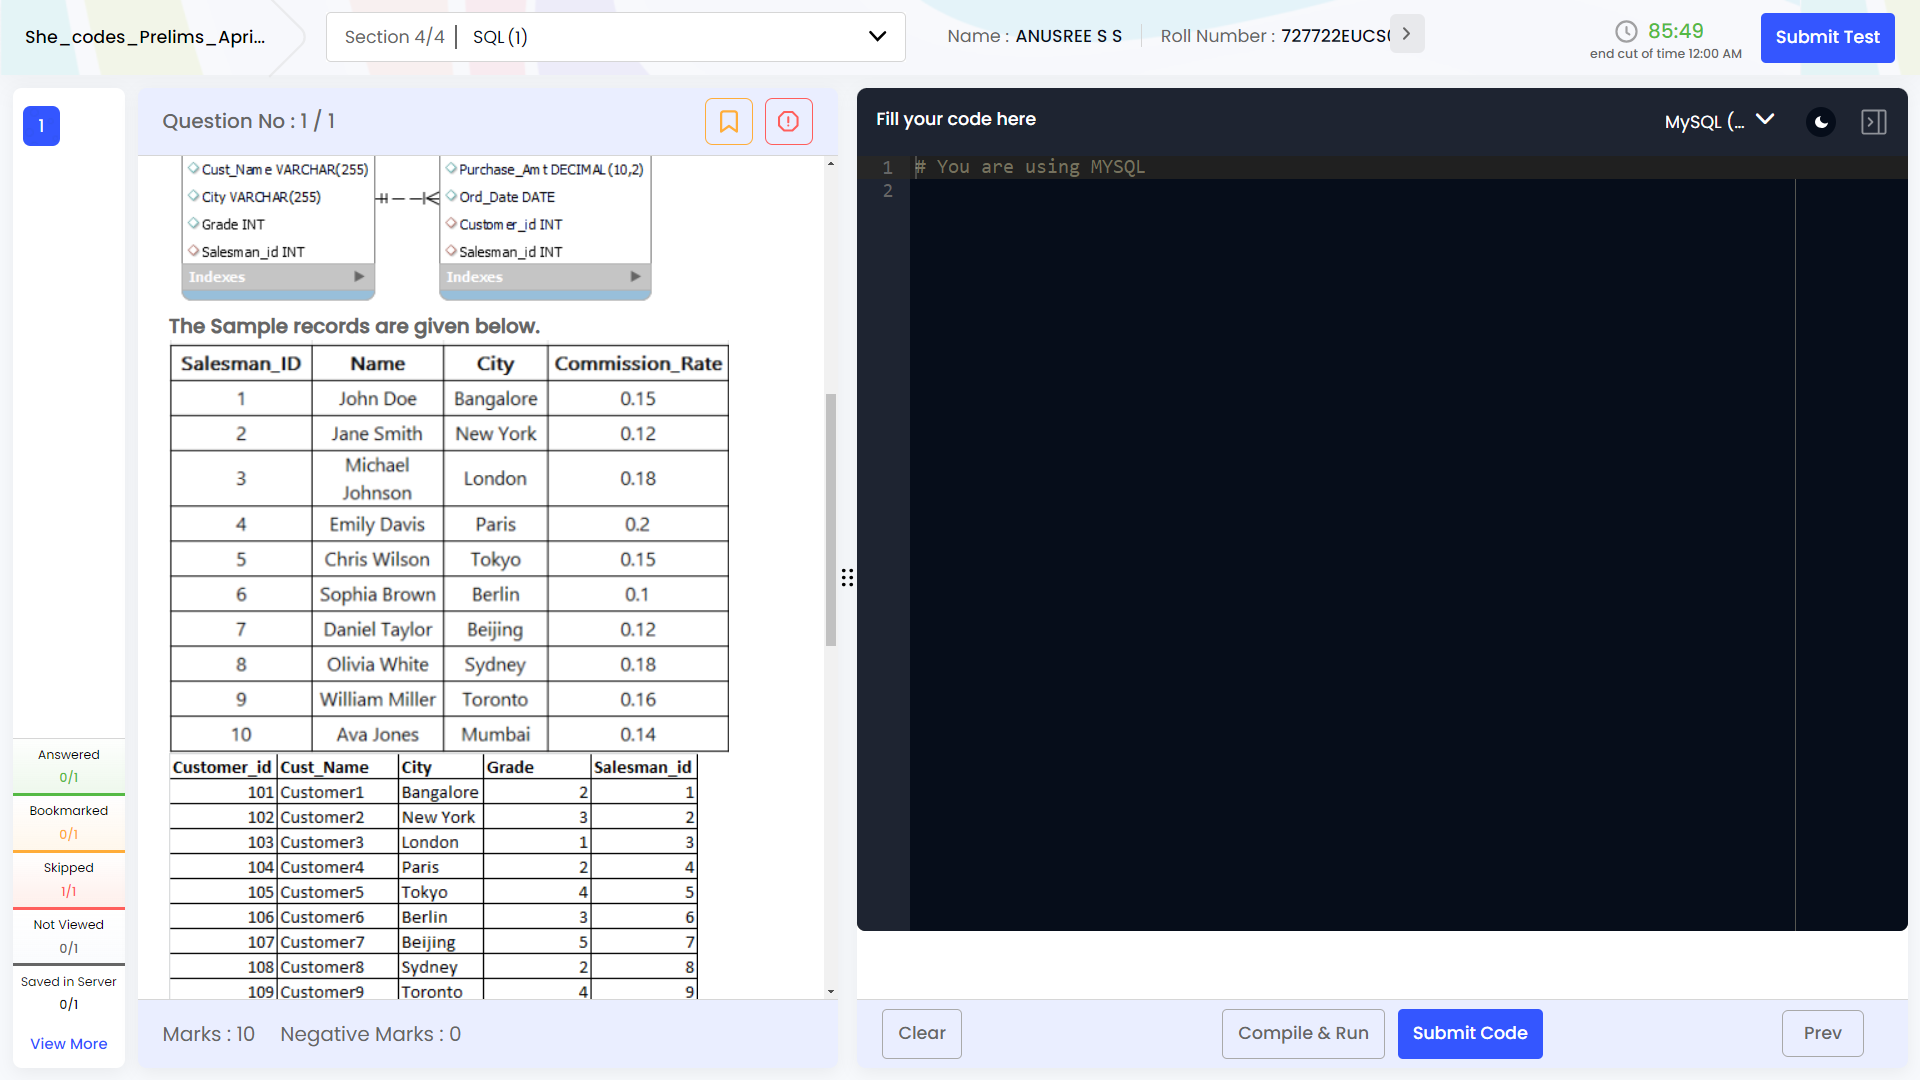 She_codes_Prelims_Apri...
Section 4/4 | SQL (1)
Name : ANUSREE S S
Roll Number : 727722EUCS
85:49
end cut of time 12:00 AM
Submit Test
1
Question No : 1 / 1
Cust_Name VARCHAR(255)
City VARCHAR(255)
Grade INT
Salesman_id INT
Indexes
Purchase_Amt DECIMAL(10,2)
Ord_Date DATE
Customer_id INT
Salesman_id INT
Indexes
The Sample records are given below.
Salesman_ID Name City Commission_Rate
1 John Doe Bangalore 0.15
2 Jane Smith New York 0.12
3 Michael Johnson London 0.18
4 Emily Davis Paris 0.2
5 Chris Wilson Tokyo 0.15
6 Sophia Brown Berlin 0.1
7 Daniel Taylor Beijing 0.12
8 Olivia White Sydney 0.18
9 William Miller Toronto 0.16
10 Ava Jones Mumbai 0.14
Customer_id Cust_Name City Grade Salesman_id
101 Customer1 Bangalore 2 1
102 Customer2 New York 3 2
103 Customer3 London 1 3
104 Customer4 Paris 2 4
105 Customer5 Tokyo 4 5
106 Customer6 Berlin 3 6
107 Customer7 Beijing 5 7
108 Customer8 Sydney 2 8
109 Customer9 Toronto 4 9
Marks : 10 Negative Marks : 0
Answered
0/1
Bookmarked
0/1
Skipped
1/1
Not Viewed
0/1
Saved in Server
0/1
View More
Fill your code here
MySQL (...
1 # You are using MYSQL
2
Clear
Compile & Run
Submit Code
Prev